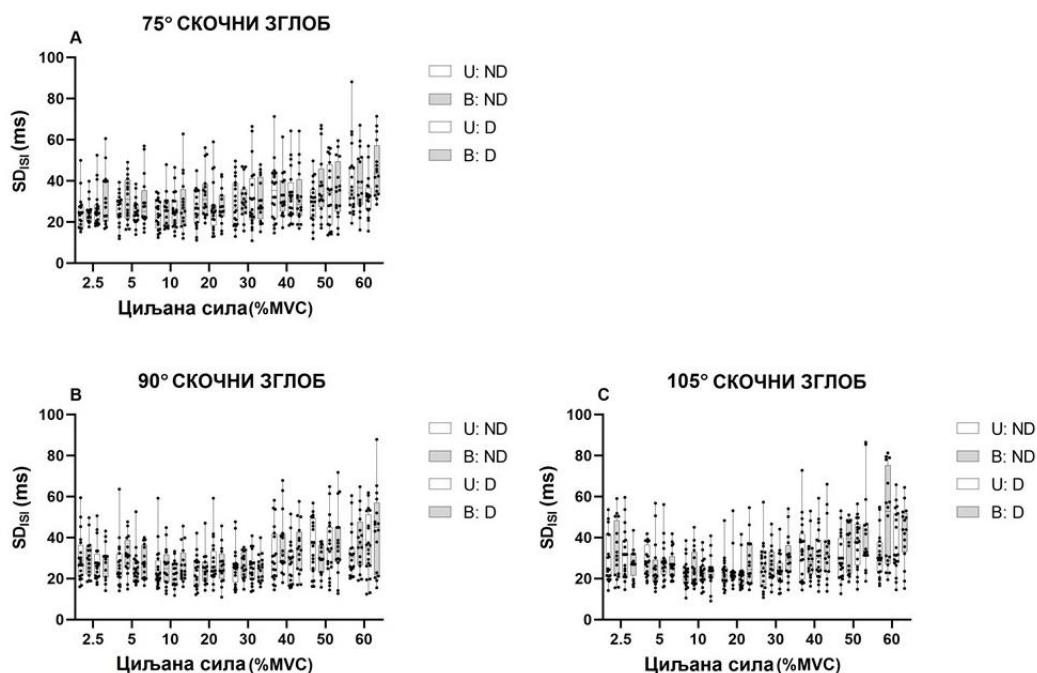 75° СКОЧНИ ЗГЛОБ
A
100
80
60
40
20
0
SD_ISI (ms)
2.5 5 10 20 30 40 50 60
Циљана сила(%MVC)
U: ND
B: ND
U: D
B: D
90° СКОЧНИ ЗГЛОБ
B
100
80
60
40
20
0
SD_ISI (ms)
2.5 5 10 20 30 40 50 60
Циљана сила (%MVC)
U: ND
B: ND
U: D
B: D
105° СКОЧНИ ЗГЛОБ
C
100
80
60
40
20
0
SD_ISI (ms)
2.5 5 10 20 30 40 50 60
Циљана сила (%MVC)
U: ND
B: ND
U: D
B: D